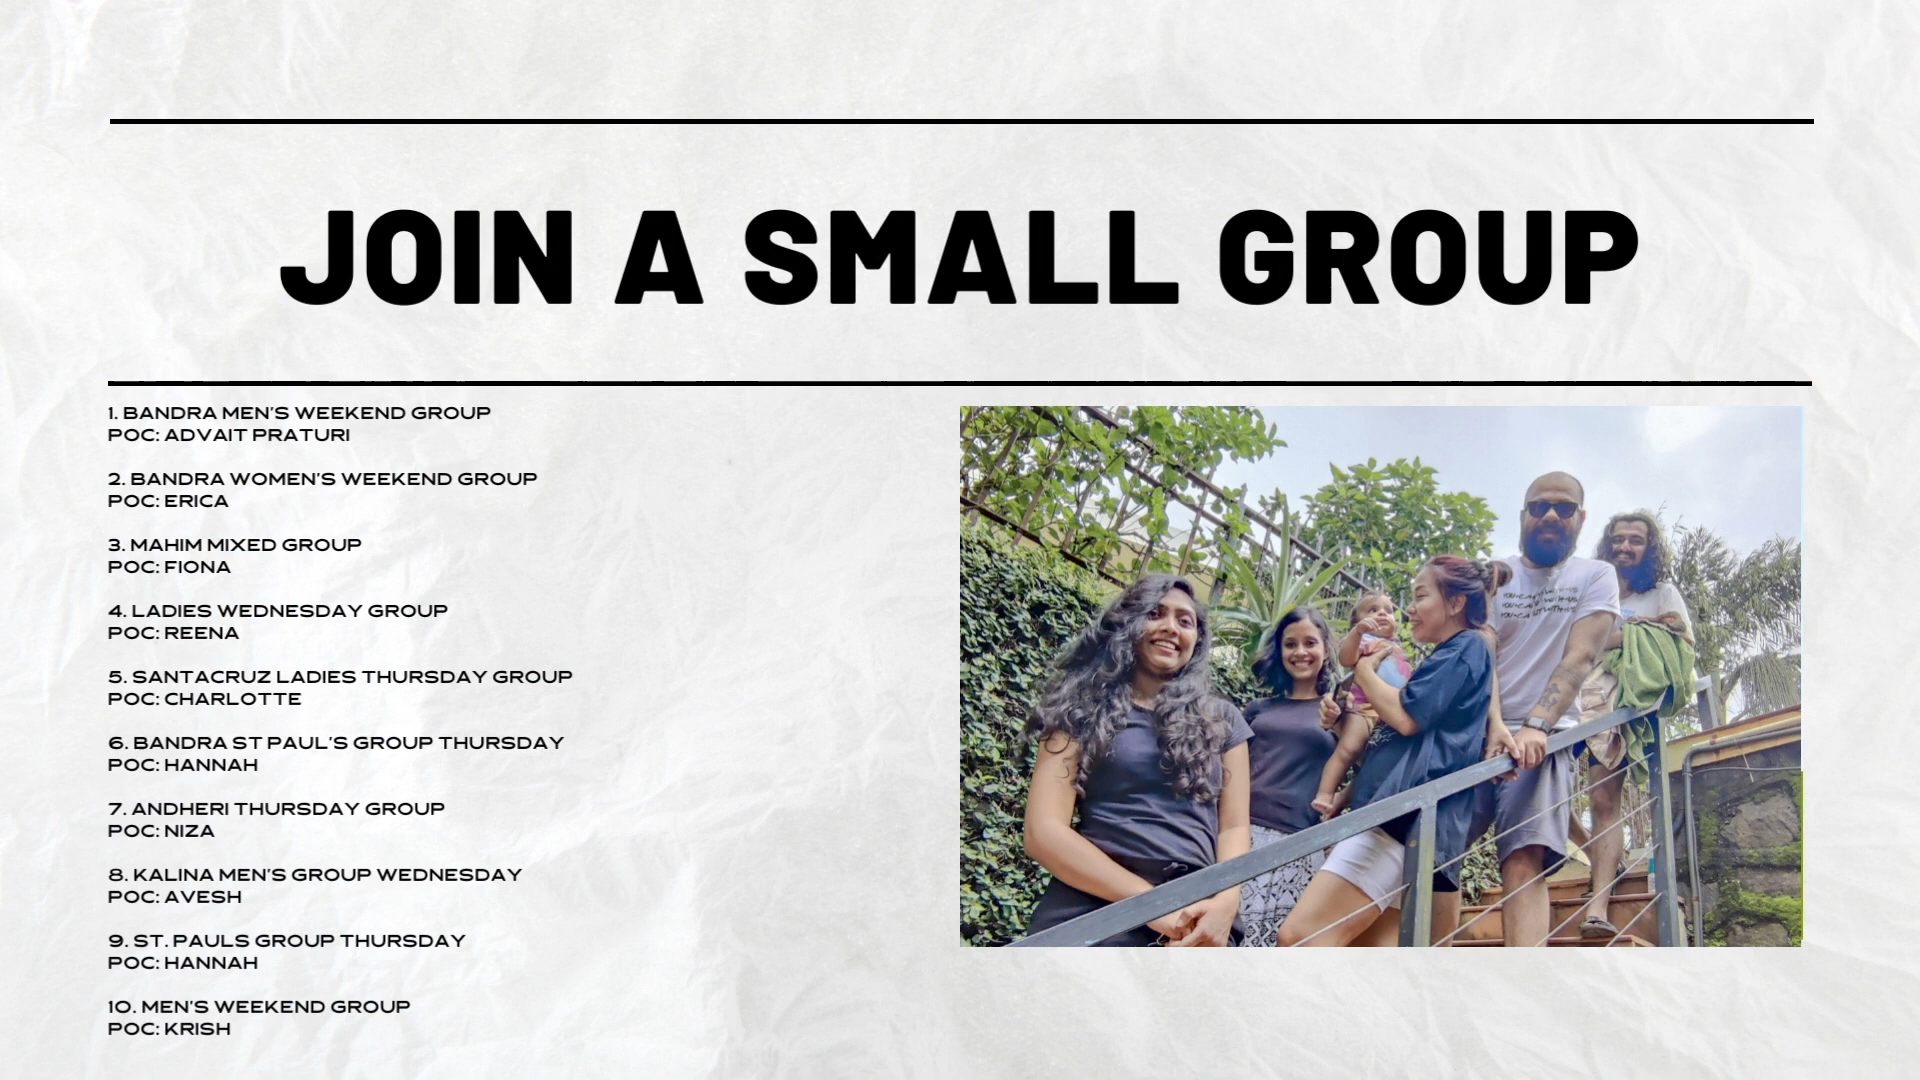 JOIN A SMALL GROUP
1. BANDRA MEN'S WEEKEND GROUP
POC: ADVAIT PRATURI
2. BANDRA WOMEN'S WEEKEND GROUP
POC: ERICA
3. MAHIM MIXED GROUP
POC: FIONA
4. LADIES WEDNESDAY GROUP
POC: REENA
5. SANTACRUZ LADIES THURSDAY GROUP
POC: CHARLOTTE
6. BANDRA ST PAUL'S GROUP THURSDAY
POC: HANNAH
7. ANDHERI THURSDAY GROUP
POC: NIZA
8. KALINA MEN'S GROUP WEDNESDAY
POC: AVESH
9. ST. PAULS GROUP THURSDAY
POC: HANNAH
10. MEN'S WEEKEND GROUP
POC: KRISH